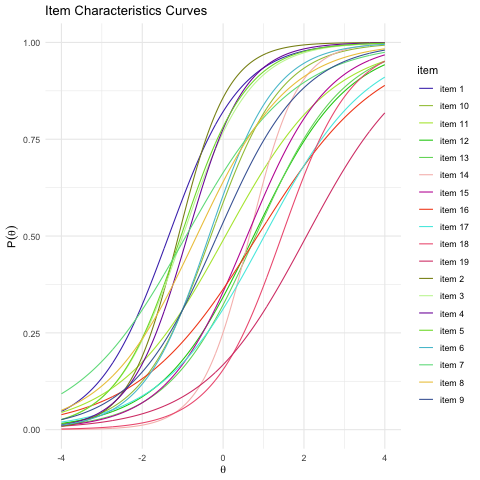 Item Characteristics Curves
P(θ)
1.00
0.75
0.50
0.25
0.00
-4
-2
0
2
4
θ
item
item 1
item 10
item 11
item 12
item 13
item 14
item 15
item 16
item 17
item 18
item 19
item 2
item 3
item 4
item 5
item 6
item 7
item 8
item 9